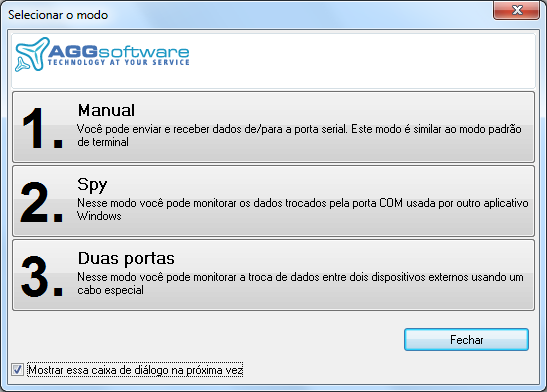 Selecionar o modo
AGGsoftware
TECHNOLOGY AT YOUR SERVICE
1.
Manual
Você pode enviar e receber dados de/para a porta serial. Este modo é similar ao modo padrão
de terminal
2.
Spy
Nesse modo você pode monitorar os dados trocados pela porta COM usada por outro aplicativo
Windows
3.
Duas portas
Nesse modo você pode monitorar a troca de dados entre dois dispositivos externos usando um
cabo especial
Fechar
Mostrar essa caixa de diálogo na próxima vez